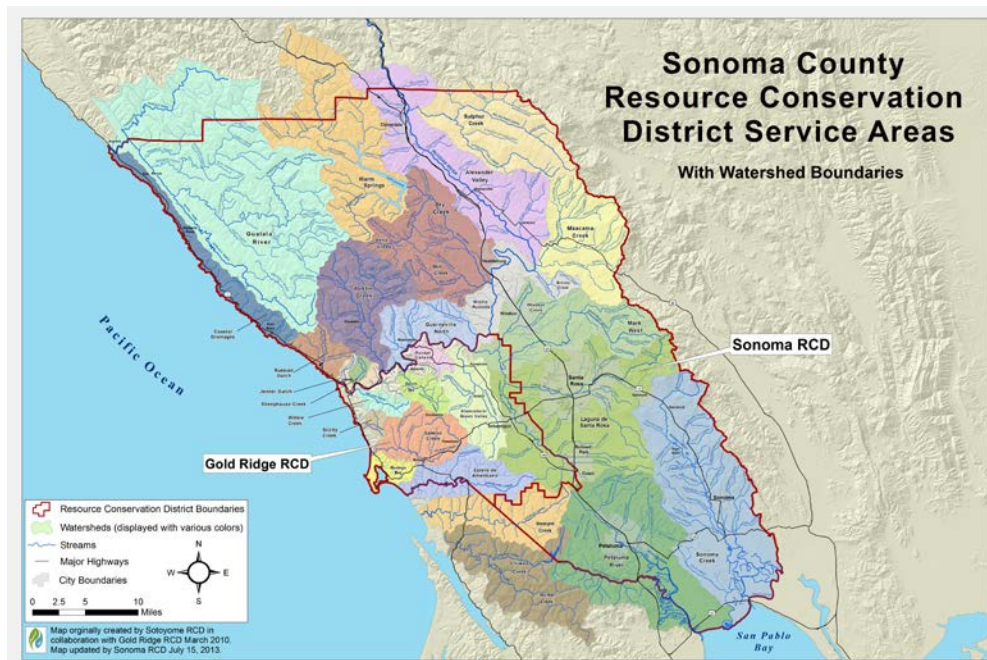 Sonoma County
Resource Conservation
District Service Areas
With Watershed Boundaries
Sulphur
Creek
Alexander
Valley
Warm
Springs
Dry
Creek
Maacama
Creek
Gualala
River
Mill
Creek
Austin
Creek
Guerneville
North
Mark
West
Coastal
Drainages
Pacific Ocean
Sonoma RCD
Russian
Gulch
Santa
Rosa
Jenner Gulch
Sheephouse Creek
Willow
Creek
Laguna de
Santa Rosa
Salmon
Creek
Gold Ridge RCD
Estero de
Americano
Sonoma
Petaluma
Petaluma
River
Sonoma
Creek
San Pablo
Bay
Resource Conservation District Boundaries
Watersheds (displayed with various colors)
Streams
Major Highways
City Boundaries
N
W
E
S
0 2.5 5 10
Miles
Map orginally created by Sotoyome RCD in
collaboration with Gold Ridge RCD March 2010.
Map updated by Sonoma RCD July 15, 2013.